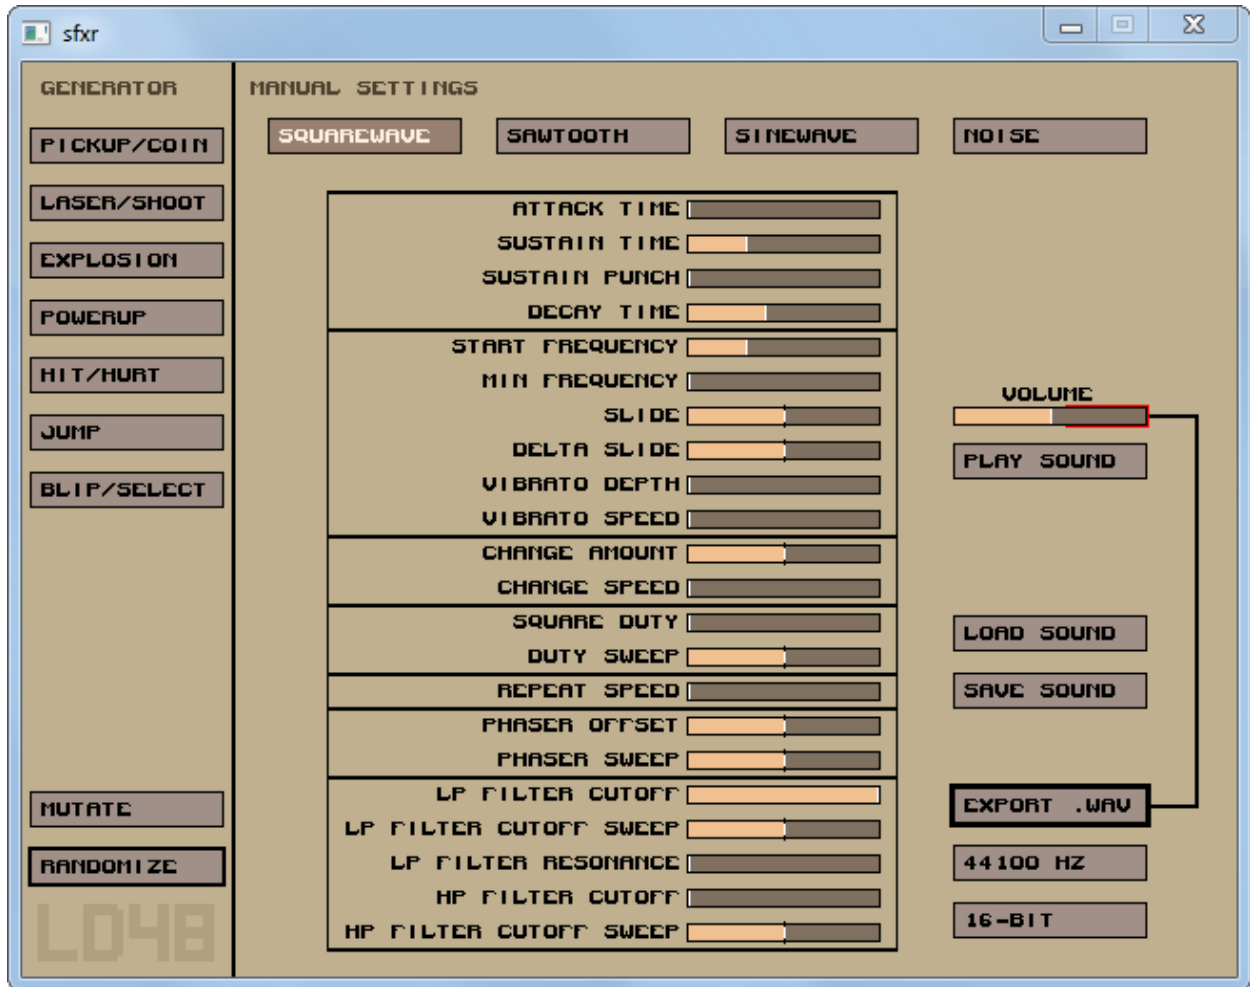 sfxr
GENERATOR
PICKUP/COIN
LASER/SHOOT
EXPLOSION
POWERUP
HIT/HURT
JUMP
BLIP/SELECT
MUTATE
RANDOMIZE
LD48
MANUAL SETTINGS
SQUAREWAVE
SAWTOOTH
SINEWAVE
NOISE
ATTACK TIME
SUSTAIN TIME
SUSTAIN PUNCH
DECAY TIME
START FREQUENCY
MIN FREQUENCY
SLIDE
DELTA SLIDE
VIBRATO DEPTH
VIBRATO SPEED
CHANGE AMOUNT
CHANGE SPEED
SQUARE DUTY
DUTY SWEEP
REPEAT SPEED
PHASER OFFSET
PHASER SWEEP
LP FILTER CUTOFF
LP FILTER CUTOFF SWEEP
LP FILTER RESONANCE
HP FILTER CUTOFF
HP FILTER CUTOFF SWEEP
VOLUME
PLAY SOUND
LOAD SOUND
SAVE SOUND
EXPORT .WAV
44100 HZ
16-BIT